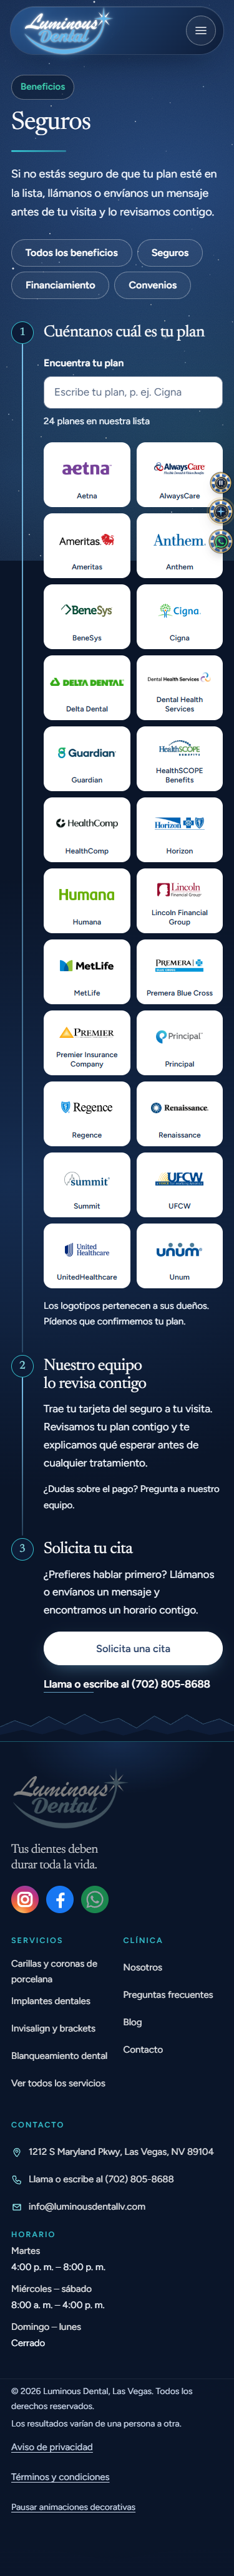 Luminous
Dental
Beneficios
Seguros
Si no estás seguro de que tu plan esté en
la lista, llámanos o envíanos un mensaje
antes de tu visita y lo revisamos contigo.
Todos los beneficios
Seguros
Financiamiento
Convenios
1
Cuéntanos cuál es tu plan
Encuentra tu plan
Escribe tu plan, p. ej. Cigna
24 planes en nuestra lista
aetna
Aetna
AlwaysCare
AlwaysCare
Ameritas
Ameritas
Anthem
Anthem
BeneSys
BeneSys
Cigna
Cigna
DELTA DENTAL
Delta Dental
Dental Health Services
Dental Health
Services
Guardian
Guardian
HealthSCOPE
BENEFITS
HealthSCOPE
Benefits
HealthComp
HealthComp
Horizon
Horizon
Humana
Humana
Lincoln
Financial Group
Lincoln Financial
Group
MetLife
MetLife
PREMERA
BLUE CROSS
Premera Blue Cross
PREMIER
Premier Insurance
Company
Principal
Principal
Regence
Regence
Renaissance
Renaissance
summit
Summit
UFCW
UFCW
United
Healthcare
UnitedHealthcare
unum
Unum
Los logotipos pertenecen a sus dueños.
Pídenos que confirmemos tu plan.
2
Nuestro equipo
lo revisa contigo
Trae tu tarjeta del seguro a tu visita.
Revisamos tu plan contigo y te
explicamos qué esperar antes de
cualquier tratamiento.
¿Dudas sobre el pago? Pregunta a nuestro
equipo.
3
Solicita tu cita
¿Prefieres hablar primero? Llámanos
o envíanos un mensaje y
encontramos un horario contigo.
Solicita una cita
Llama o escribe al (702) 805-8688
Luminous
Dental
Tus dientes deben
durar toda la vida.
SERVICIOS
Carillas y coronas de
porcelana
Implantes dentales
Invisalign y brackets
Blanqueamiento dental
Ver todos los servicios
CLÍNICA
Nosotros
Preguntas frecuentes
Blog
Contacto
CONTACTO
1212 S Maryland Pkwy, Las Vegas, NV 89104
Llama o escribe al (702) 805-8688
info@luminousdentallv.com
HORARIO
Martes
4:00 p. m. – 8:00 p. m.
Miércoles – sábado
8:00 a. m. – 4:00 p. m.
Domingo – lunes
Cerrado
© 2026 Luminous Dental, Las Vegas. Todos los
derechos reservados.
Los resultados varían de una persona a otra.
Aviso de privacidad
Términos y condiciones
Pausar animaciones decorativas